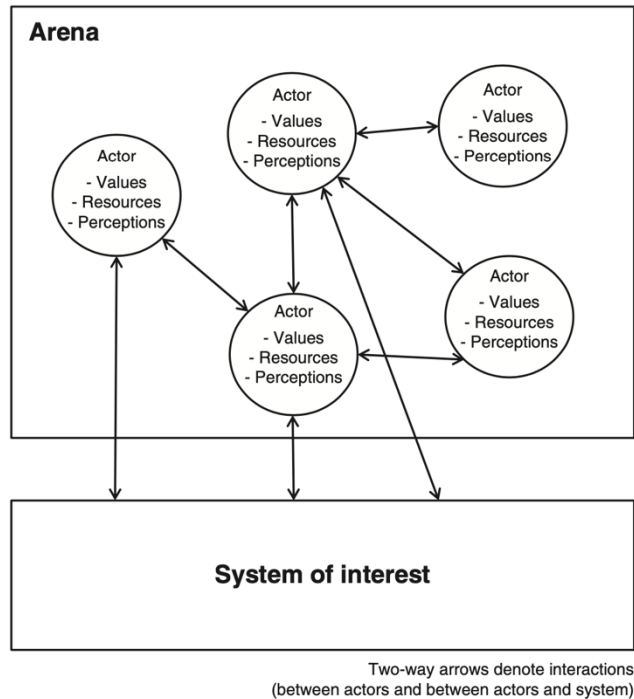 Arena
Actor
- Values
- Resources
- Perceptions
Actor
- Values
- Resources
- Perceptions
Actor
- Values
- Resources
- Perceptions
Actor
- Values
- Resources
- Perceptions
Actor
- Values
- Resources
- Perceptions
System of interest
Two-way arrows denote interactions
(between actors and between actors and system)